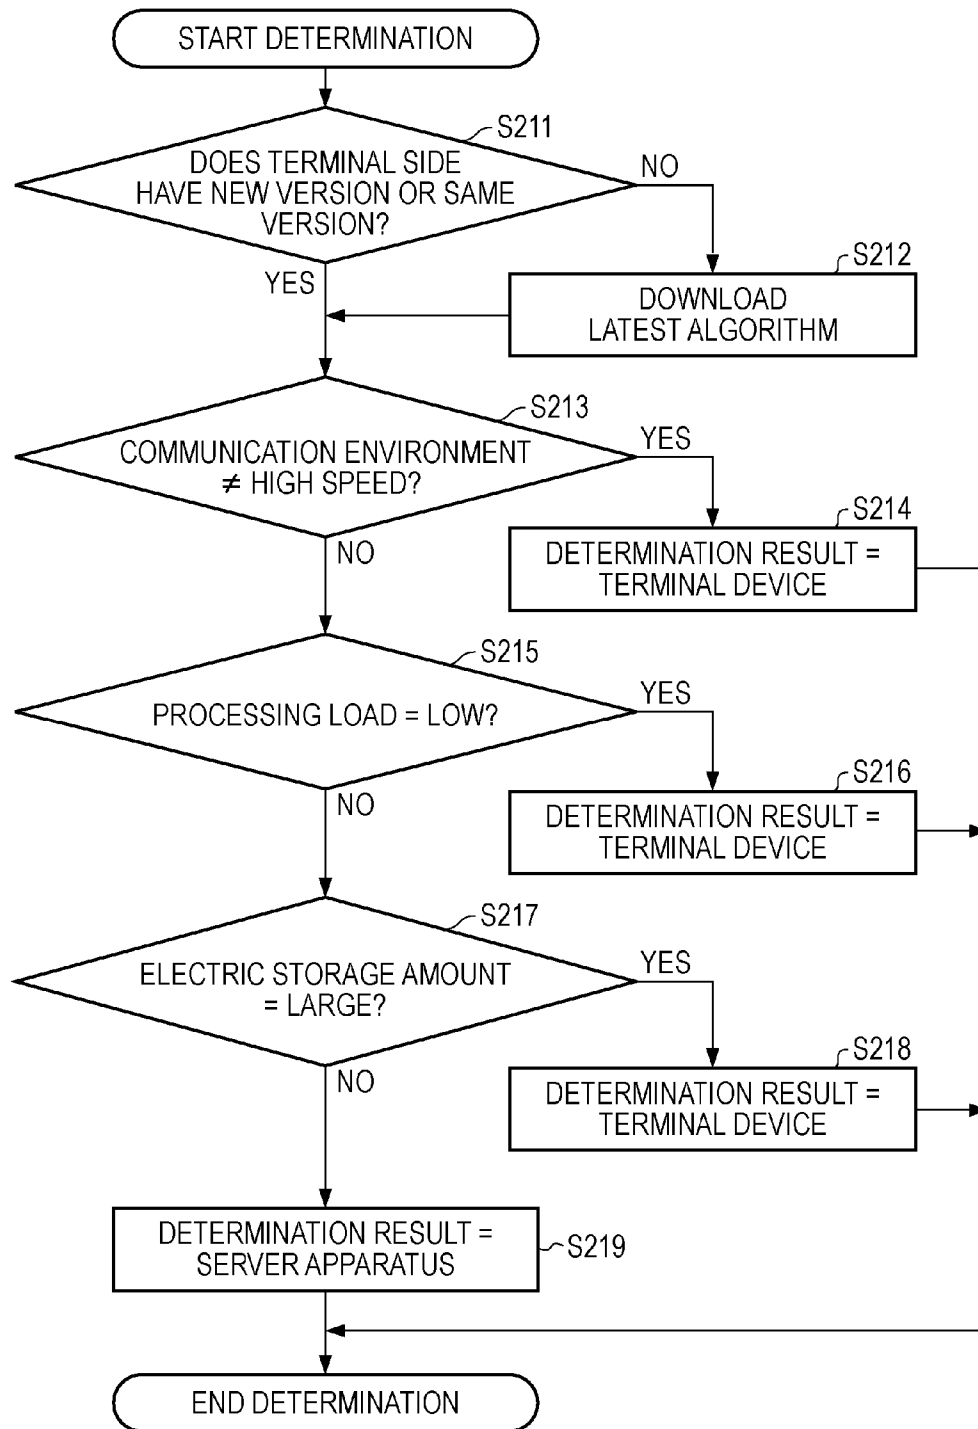 START DETERMINATION
S211
DOES TERMINAL SIDE
HAVE NEW VERSION OR SAME
VERSION?
NO
YES
S212
DOWNLOAD
LATEST ALGORITHM
S213
COMMUNICATION ENVIRONMENT
≠ HIGH SPEED?
YES
NO
S214
DETERMINATION RESULT =
TERMINAL DEVICE
S215
PROCESSING LOAD = LOW?
YES
NO
S216
DETERMINATION RESULT =
TERMINAL DEVICE
S217
ELECTRIC STORAGE AMOUNT
= LARGE?
YES
NO
S218
DETERMINATION RESULT =
TERMINAL DEVICE
DETERMINATION RESULT =
SERVER APPARATUS
S219
END DETERMINATION